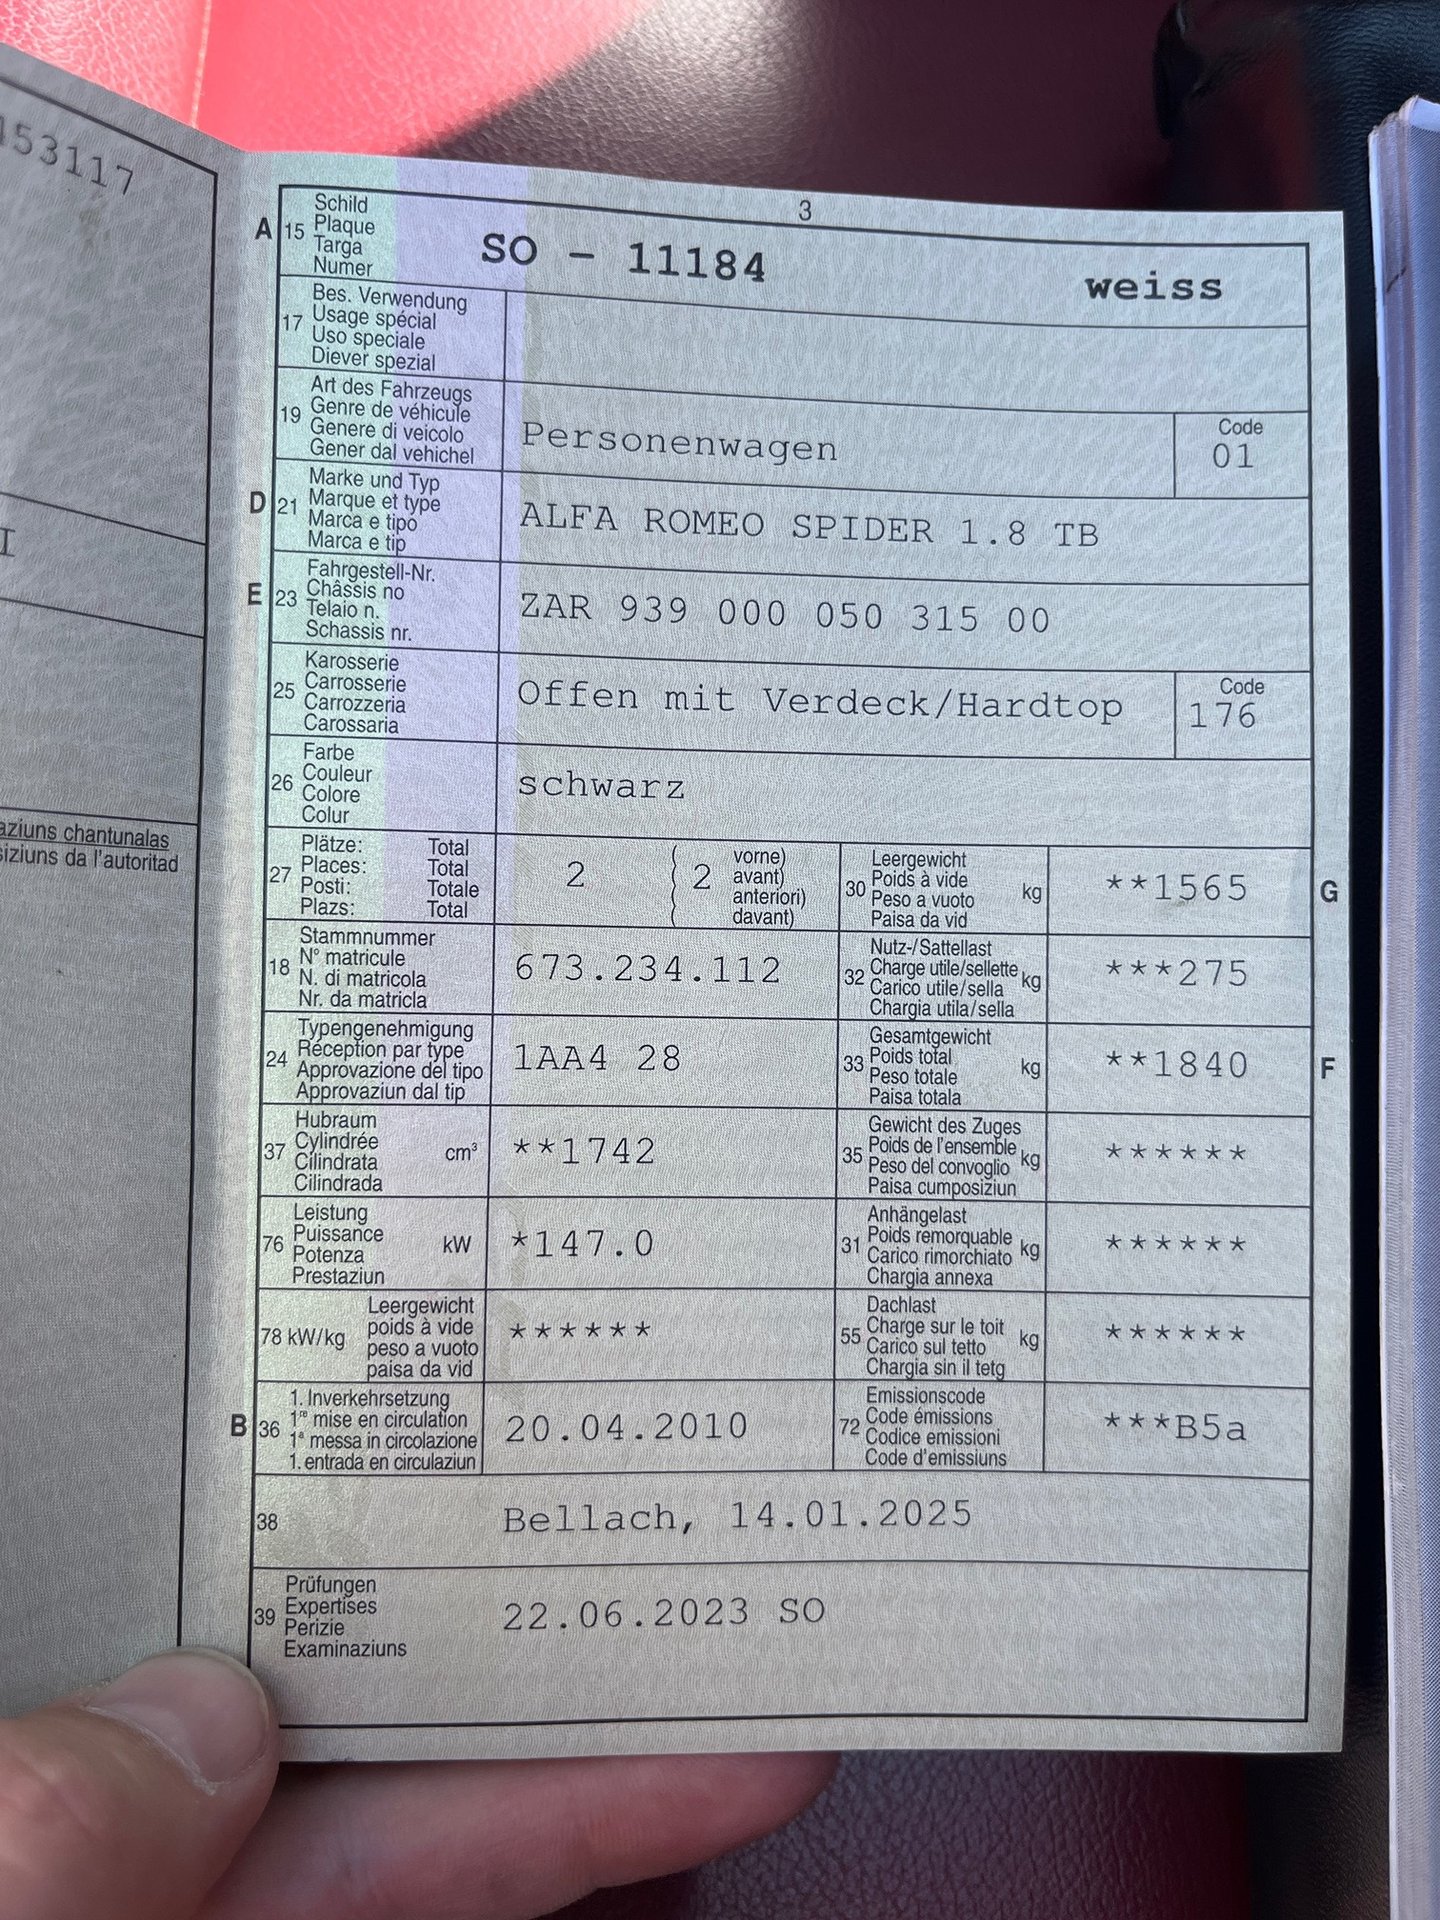 453117
I
aziuns chantunalas
siziuns da l'autoritad
3
A 15 Schild
Plaque
Targa
Numer
SO - 11184 weiss
17 Bes. Verwendung
Usage spécial
Uso speciale
Diever spezial
19 Art des Fahrzeugs
Genre de véhicule
Genere di veicolo
Gener dal vehichel
Personenwagen
Code
01
D 21 Marke und Typ
Marque et type
Marca e tipo
Marca e tip
ALFA ROMEO SPIDER 1.8 TB
E 23 Fahrgestell-Nr.
Châssis no
Telaio n.
Schassis nr.
ZAR 939 000 050 315 00
25 Karosserie
Carrosserie
Carrozzeria
Carossaria
Offen mit Verdeck/Hardtop
Code
176
26 Farbe
Couleur
Colore
Colur
schwarz
27 Plätze: Total
Places: Total
Posti: Totale
Plazs: Total
2 ( 2 vorne)
( avant)
( anteriori)
( davant)
30 Leergewicht
Poids à vide
Peso a vuoto
Paisa da vid
kg
**1565
G
18 Stammnummer
N° matricule
N. di matricola
Nr. da matricla
673.234.112
32 Nutz-/Sattellast
Charge utile/sellette
Carico utile/sella
Chargia utila/sella
kg
***275
24 Typengenehmigung
Réception par type
Approvazione del tipo
Approvaziun dal tip
1AA4 28
33 Gesamtgewicht
Poids total
Peso totale
Paisa totala
kg
**1840
F
37 Hubraum
Cylindrée
Cilindrata
Cilindrada
cm³
**1742
35 Gewicht des Zuges
Poids de l'ensemble
Peso del convoglio
Paisa cumposiziun
kg
******
76 Leistung
Puissance
Potenza
Prestaziun
kW
*147.0
31 Anhängelast
Poids remorquable
Carico rimorchiato
Chargia annexa
kg
******
78 kW/kg Leergewicht
poids à vide
peso a vuoto
paisa da vid
******
55 Dachlast
Charge sur le toit
Carico sul tetto
Chargia sin il tetg
kg
******
B 36 1. Inverkehrsetzung
1re mise en circulation
1a messa in circolazione
1. entrada en circulaziun
20.04.2010
72 Emissionscode
Code émissions
Codice emissioni
Code d'emissiuns
***B5a
38 Bellach, 14.01.2025
39 Prüfungen
Expertises
Perizie
Examinaziuns
22.06.2023 SO